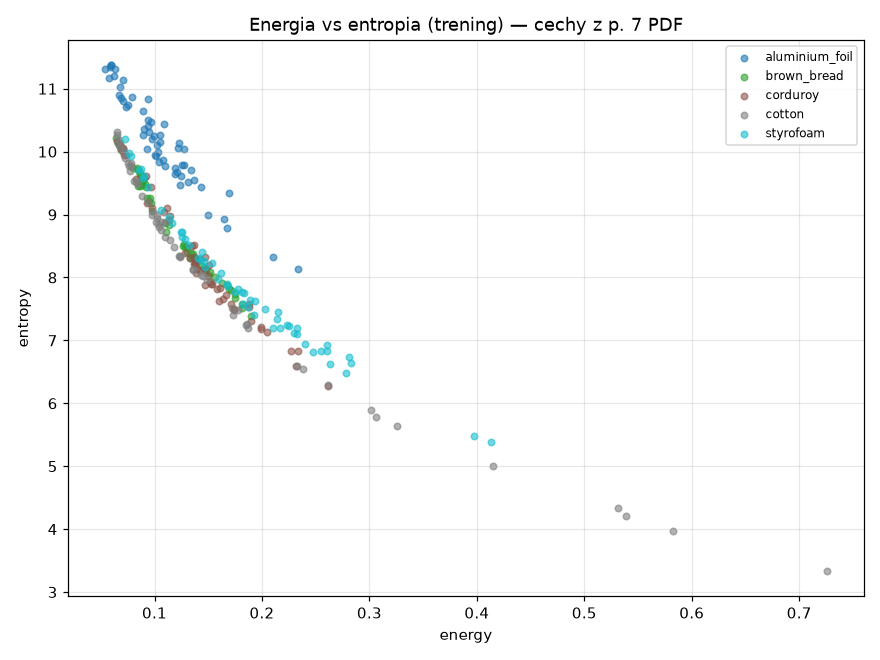 Energia vs entropia (trening) — cechy z p. 7 PDF
aluminium_foil
brown_bread
corduroy
cotton
styrofoam
entropy
11
10
9
8
7
6
5
4
3
0.1 0.2 0.3 0.4 0.5 0.6 0.7
energy